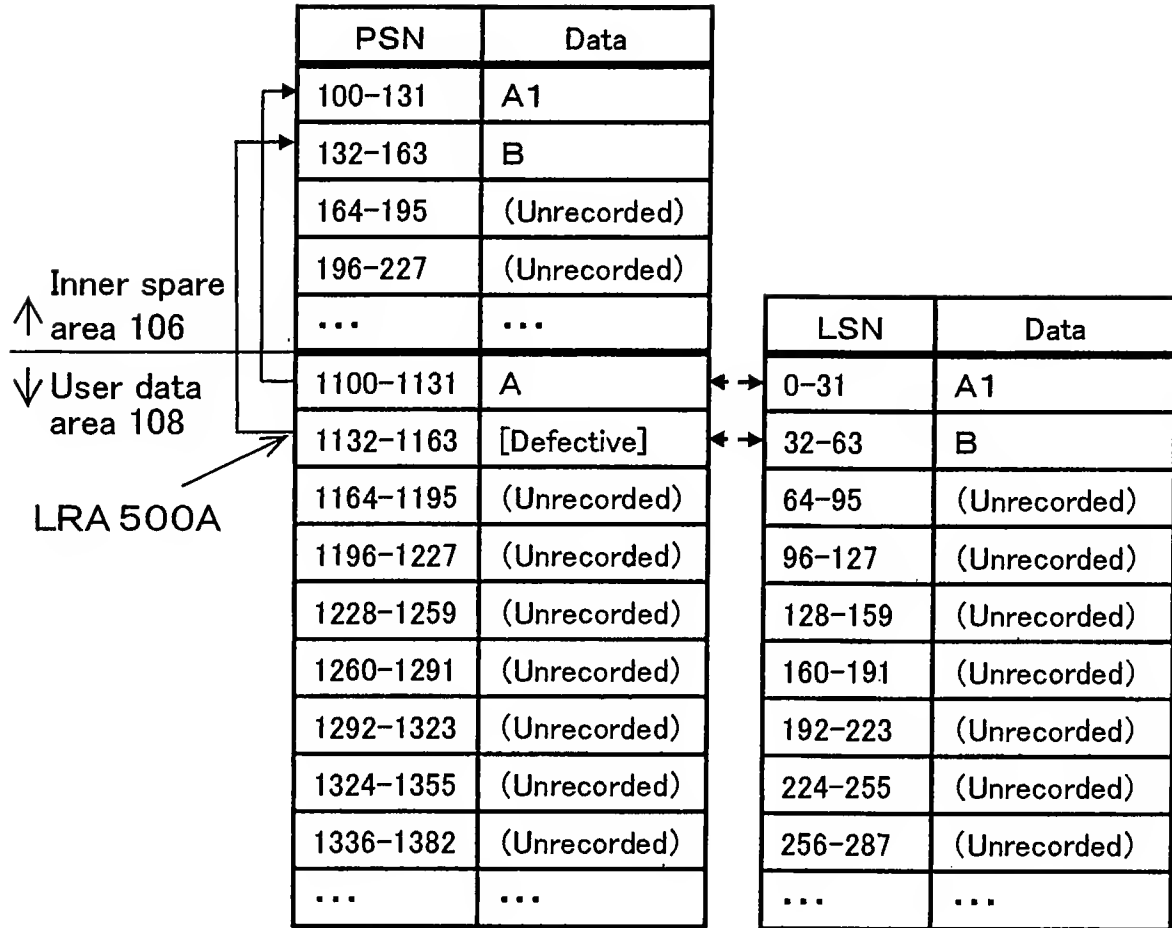 PSN Data
100-131 A1
132-163 B
164-195 (Unrecorded)
196-227 (Unrecorded)
... ...
Inner spare
area 106
User data
area 108
LRA 500A
1100-1131 A
1132-1163 [Defective]
1164-1195 (Unrecorded)
1196-1227 (Unrecorded)
1228-1259 (Unrecorded)
1260-1291 (Unrecorded)
1292-1323 (Unrecorded)
1324-1355 (Unrecorded)
1336-1382 (Unrecorded)
... ...
LSN Data
0-31 A1
32-63 B
64-95 (Unrecorded)
96-127 (Unrecorded)
128-159 (Unrecorded)
160-191 (Unrecorded)
192-223 (Unrecorded)
224-255 (Unrecorded)
256-287 (Unrecorded)
... ...